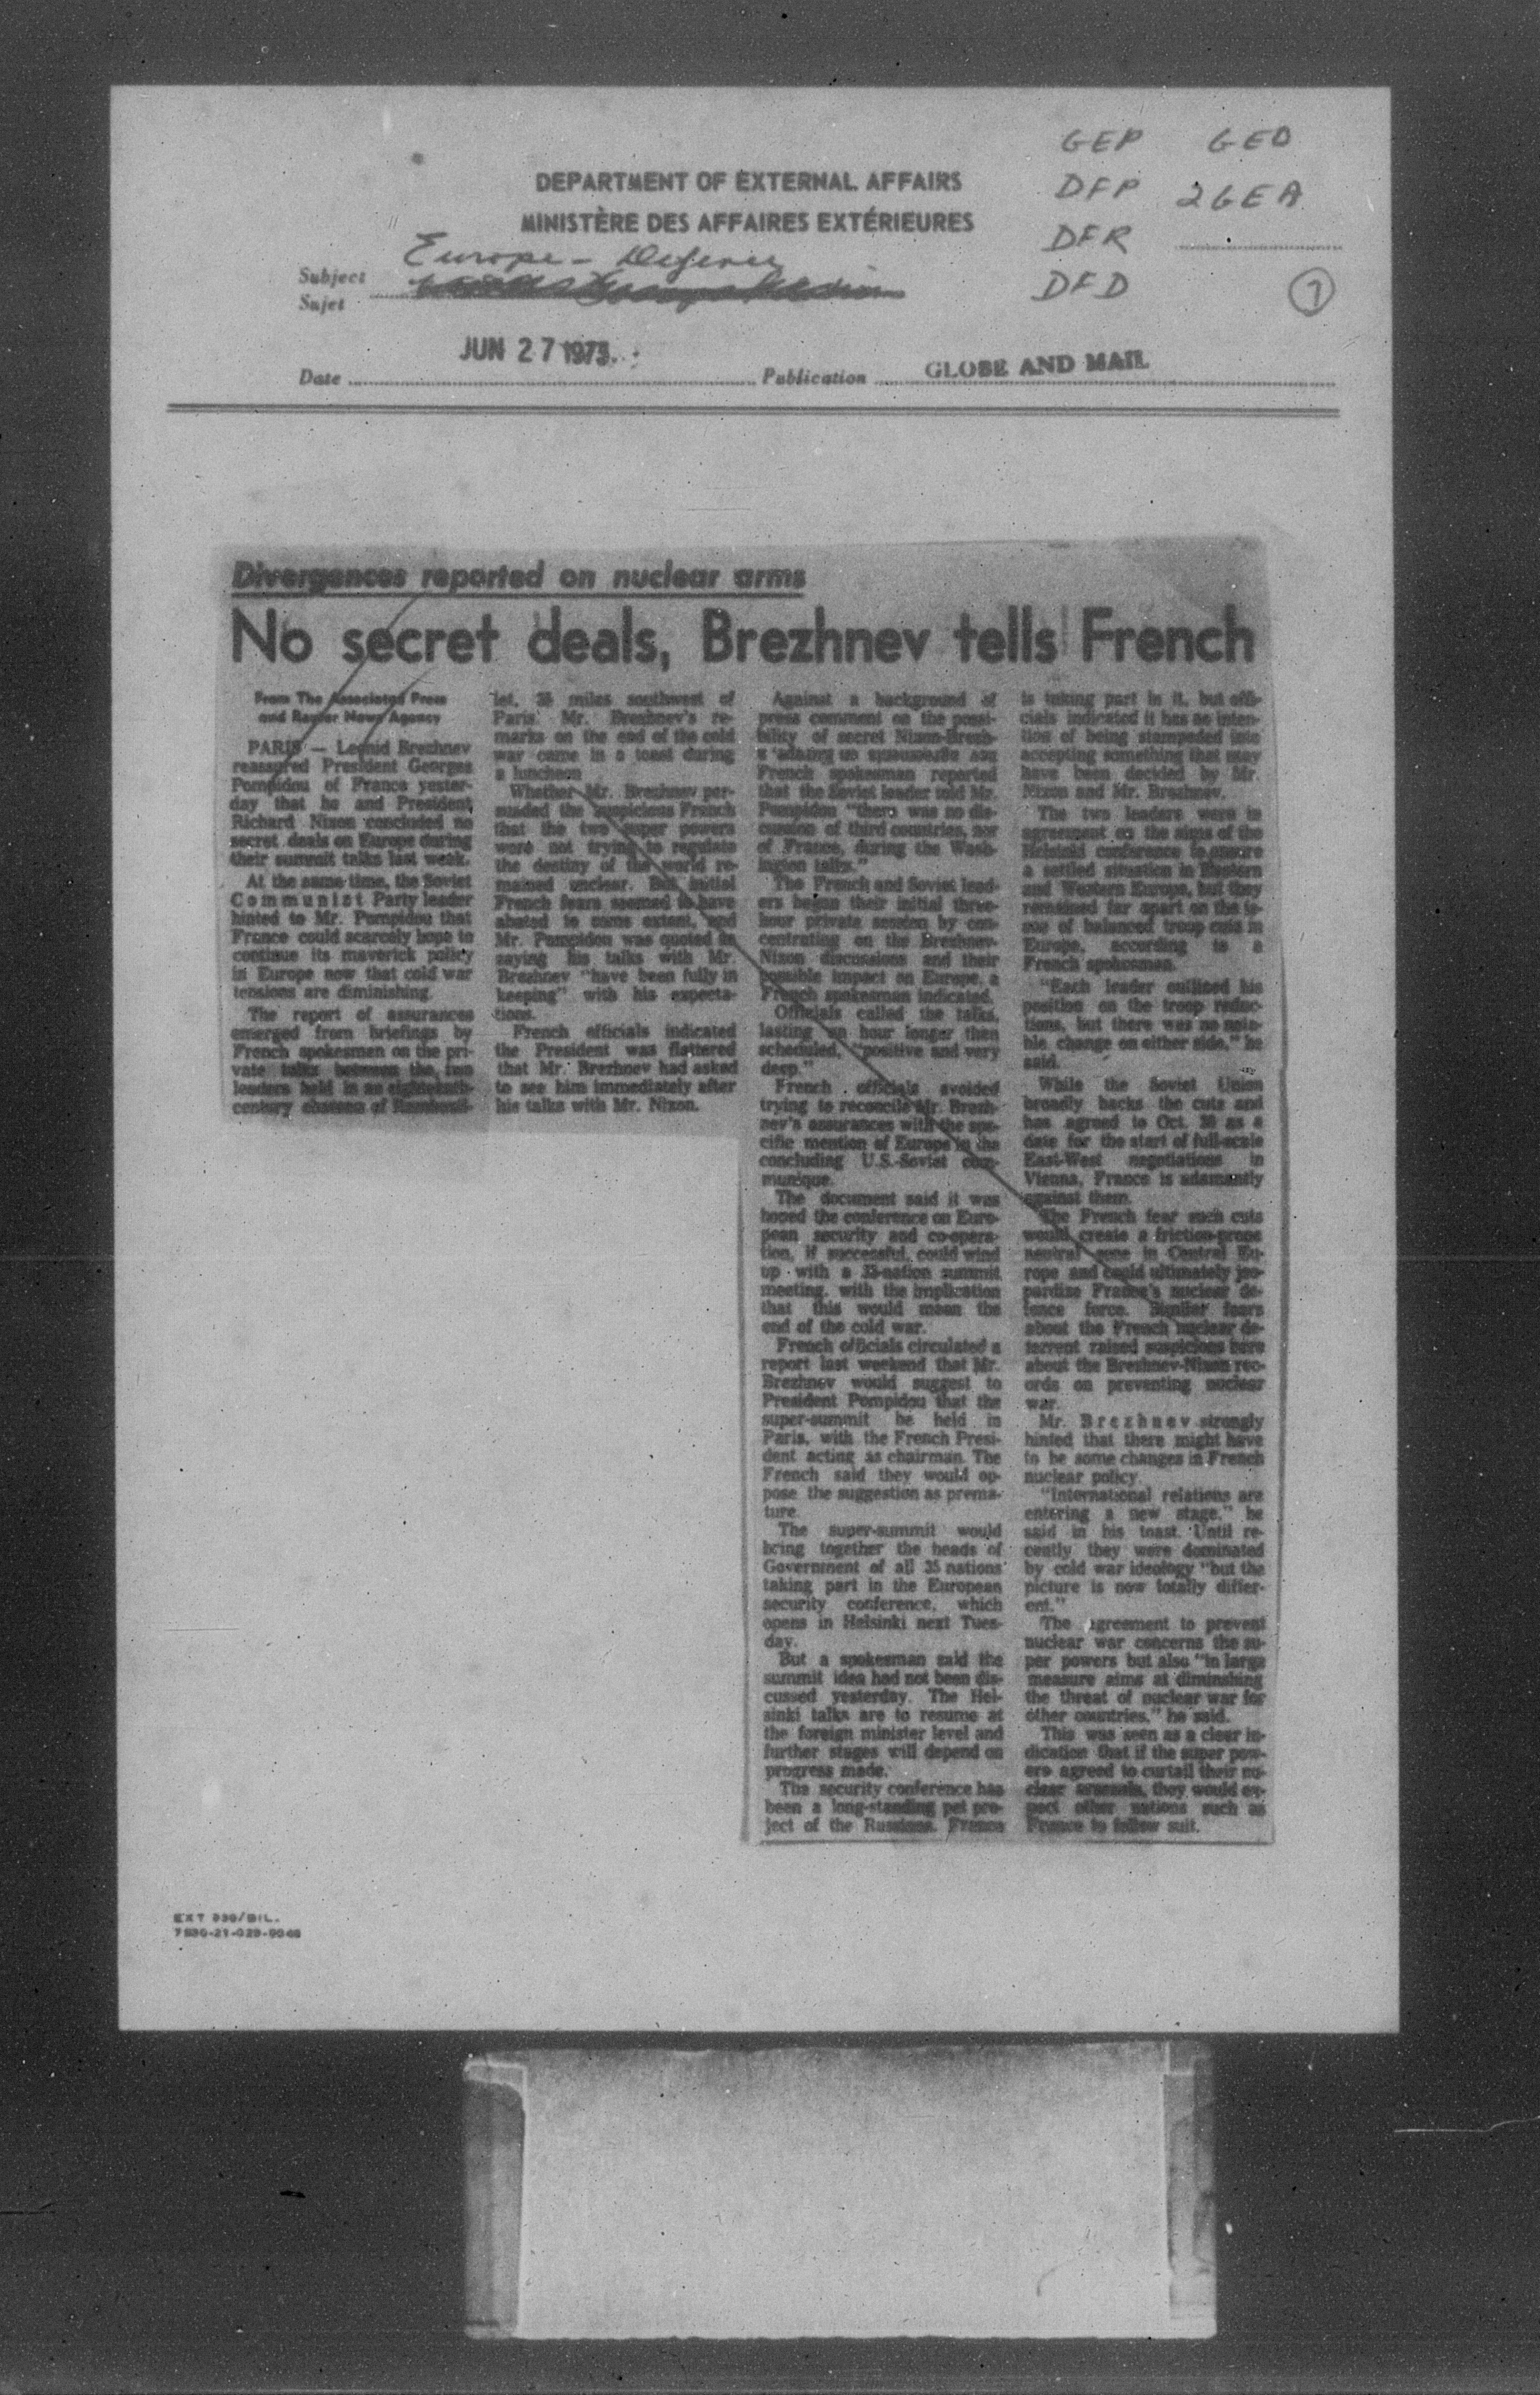 GEP GEO
DFP 2GEA
DFR
DFD
7
DEPARTMENT OF EXTERNAL AFFAIRS
MINISTÈRE DES AFFAIRES EXTÉRIEURES
Europe - Defence
Subject
Sujet
JUN 27 1973
Date
Publication
GLOBE AND MAIL
Divergences reported on nuclear arms
No secret deals, Brezhnev tells French
From The Associated Press
and Reuter News Agency
PARIS — Leonid Brezhnev
reassured President Georges
Pompidou of France yester-
day that he and President
Richard Nixon concluded no
secret deals on Europe during
their summit talks last week.
At the same time, the Soviet
Communist Party leader
hinted to Mr. Pompidou that
France could scarcely hope to
continue its maverick policy
in Europe now that cold war
tensions are diminishing.
The report of assurances
emerged from briefings by
French spokesmen on the pri-
vate talks between the two
leaders held in an eighteenth-
century chateau of Rambouil-
let, 35 miles southwest of
Paris. Mr. Brezhnev's re-
marks on the end of the cold
war came in a toast during
a luncheon
Whether Mr. Brezhnev per-
suaded the suspicious French
that the two super powers
were not trying to regulate
the destiny of the world re-
mained unclear. But initial
French fears seemed to have
abated to some extent, and
Mr. Pompidou was quoted as
saying his talks with Mr.
Brezhnev "have been fully in
keeping" with his expecta-
tions.
French officials indicated
the President was flattered
that Mr. Brezhnev had asked
to see him immediately after
his talks with Mr. Nixon.
Against a background of
press comment on the possi-
bility of secret Nixon-Brezh-
French spokesman reported
that the Soviet leader told Mr.
Pompidou "there was no dis-
cussion of third countries, nor
of France, during the Wash-
ington talks."
The French and Soviet lead-
ers began their initial three-
hour private session by con-
centrating on the Brezhnev-
Nixon discussions and their
possible impact on Europe, a
French spokesman indicated.
Officials called the talks,
lasting an hour longer then
scheduled, "positive and very
deep."
French officials avoided
trying to reconcile Mr. Brezh-
nev's assurances with the spe-
cific mention of Europe in the
concluding U.S.-Soviet com-
munique.
The document said it was
hoped the conference on Euro-
pean security and co-opera-
tion, if successful, could wind
up with a 35-nation summit
meeting, with the implication
that this would mean the
end of the cold war.
French officials circulated a
report last weekend that Mr.
Brezhnev would suggest to
President Pompidou that the
super-summit be held in
Paris, with the French Presi-
dent acting as chairman. The
French said they would op-
pose the suggestion as prema-
ture.
The super-summit would
bring together the heads of
Government of all 35 nations
taking part in the European
security conference, which
opens in Helsinki next Tues-
day.
But a spokesman said the
summit idea had not been dis-
cussed yesterday. The Hel-
sinki talks are to resume at
the foreign minister level and
further stages will depend on
progress made.
The security conference has
been a long-standing pet pro-
ject of the Russians. France
is taking part in it, but offi-
cials indicated it has no inten-
tion of being stampeded into
accepting something that may
have been decided by Mr.
Nixon and Mr. Brezhnev.
The two leaders were in
agreement on the aims of the
Helsinki conference to ensure
a settled situation in Eastern
and Western Europe, but they
remained far apart on the is-
sue of balanced troop cuts in
Europe, according to a
French spokesman.
"Each leader outlined his
position on the troop reduc-
tions, but there was no nota-
ble change on either side," he
said.
While the Soviet Union
broadly backs the cuts and
has agreed to Oct. 30 as a
date for the start of full-scale
East-West negotiations in
Vienna, France is adamantly
against them.
The French fear such cuts
would create a friction-prone
neutral zone in Central Eu-
rope and could ultimately jeo-
pardize France's nuclear de-
fence force. Similar fears
about the French nuclear de-
terrent raised suspicions here
about the Brezhnev-Nixon rec-
ords on preventing nuclear
war.
Mr. Brezhnev strongly
hinted that there might have
to be some changes in French
nuclear policy.
"International relations are
entering a new stage," he
said in his toast. Until re-
cently they were dominated
by cold war ideology "but the
picture is now totally differ-
ent."
The agreement to prevent
nuclear war concerns the su-
per powers but also "in large
measure aims at diminshing
the threat of nuclear war for
other countries," he said.
This was seen as a clear in-
dication that if the super pow-
ers agreed to curtail their nu-
clear arsenals, they would ex-
pect other nations such as
France to follow suit.
EXT 230/BIL.
7530-21-029-9046